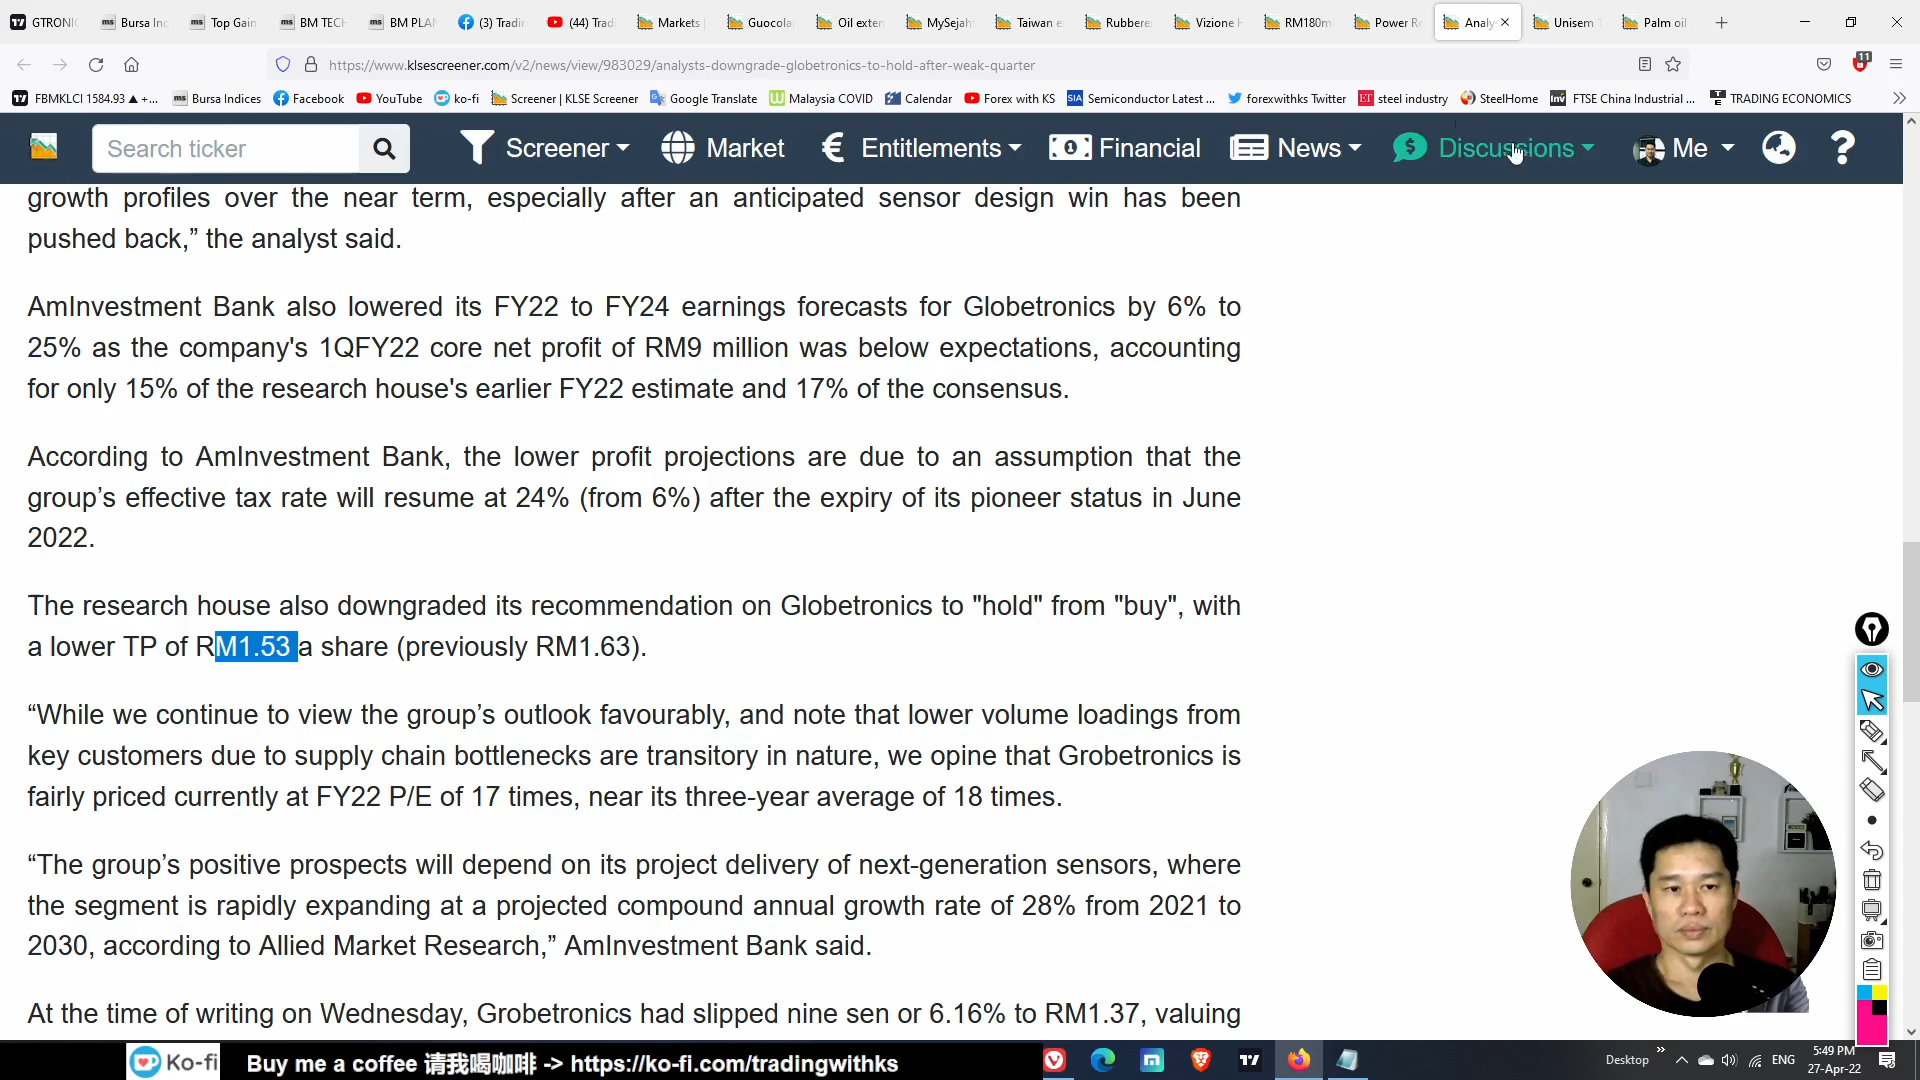 GTRONIC
Bursa Ind
Top Gain
BM TECH
BM PLAN
(3) Tradin
(44) Trad
Markets
Guocola
Oil exten
MySejah
Taiwan e
Rubbere
Vizione H
RM180m
Power R
Analy
Unisem
Palm oil
https://www.klsescreener.com/v2/news/view/983029/analysts-downgrade-globetronics-to-hold-after-weak-quarter
11
FBMKLCI 1584.93 ▲ +...
Bursa Indices
Facebook
YouTube
ko-fi
Screener | KLSE Screener
Google Translate
Malaysia COVID
Calendar
Forex with KS
Semiconductor Latest ...
forexwithks Twitter
steel industry
SteelHome
FTSE China Industrial ...
TRADING ECONOMICS
Search ticker
Screener
Market
Entitlements
Financial
News
Discussions
Me
growth profiles over the near term, especially after an anticipated sensor design win has been
pushed back,” the analyst said.
AmInvestment Bank also lowered its FY22 to FY24 earnings forecasts for Globetronics by 6% to
25% as the company's 1QFY22 core net profit of RM9 million was below expectations, accounting
for only 15% of the research house's earlier FY22 estimate and 17% of the consensus.
According to AmInvestment Bank, the lower profit projections are due to an assumption that the
group’s effective tax rate will resume at 24% (from 6%) after the expiry of its pioneer status in June
2022.
The research house also downgraded its recommendation on Globetronics to "hold" from "buy", with
a lower TP of RM1.53 a share (previously RM1.63).
“While we continue to view the group’s outlook favourably, and note that lower volume loadings from
key customers due to supply chain bottlenecks are transitory in nature, we opine that Grobetronics is
fairly priced currently at FY22 P/E of 17 times, near its three-year average of 18 times.
“The group’s positive prospects will depend on its project delivery of next-generation sensors, where
the segment is rapidly expanding at a projected compound annual growth rate of 28% from 2021 to
2030, according to Allied Market Research,” AmInvestment Bank said.
At the time of writing on Wednesday, Grobetronics had slipped nine sen or 6.16% to RM1.37, valuing
Ko-fi
Buy me a coffee 请我喝咖啡 -> https://ko-fi.com/tradingwithks
Desktop
ENG
5:49 PM
27-Apr-22